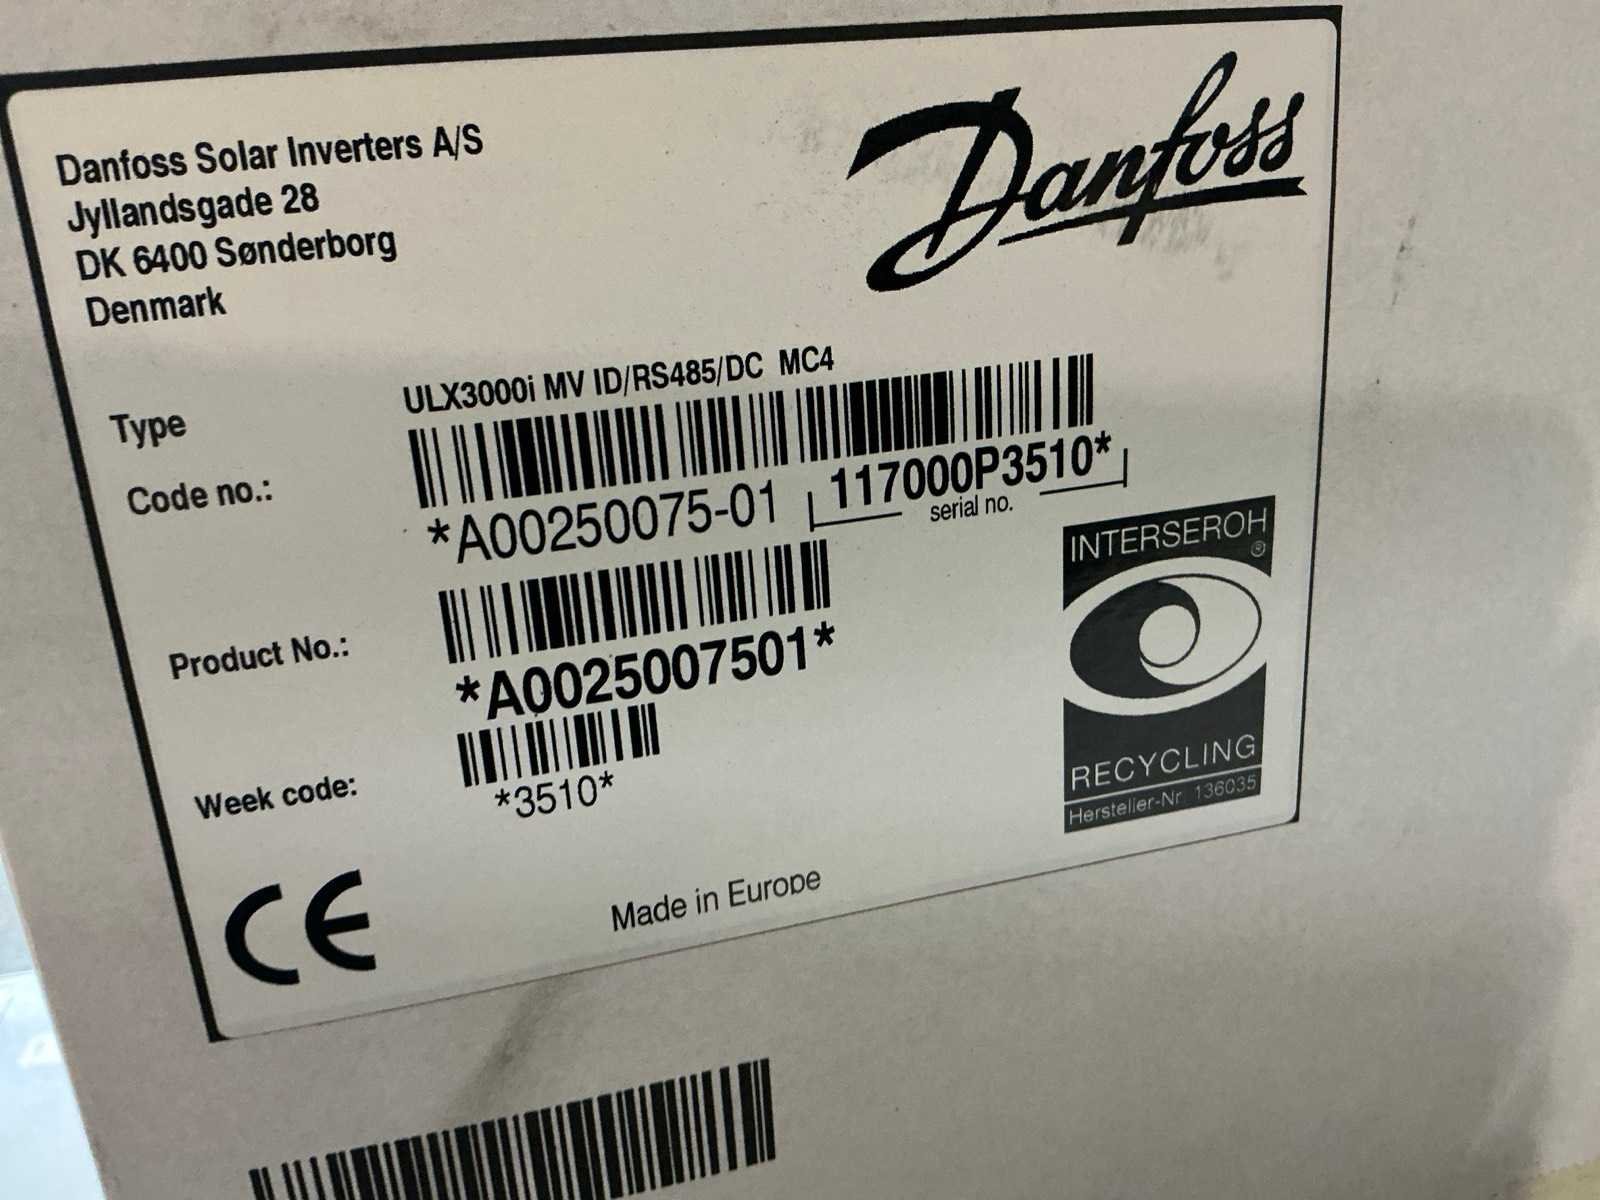 Danfoss Solar Inverters A/S
Jyllandsgade 28
DK 6400 Sønderborg
Denmark
Danfoss
Type
ULX3000i MV ID/RS485/DC MC4
Code no.:
*A00250075-01 117000P3510*
serial no.
Product No.:
*A0025007501*
Week code:
*3510*
INTERSEROH
®
RECYCLING
Hersteller-Nr 136035
CE
Made in Europe